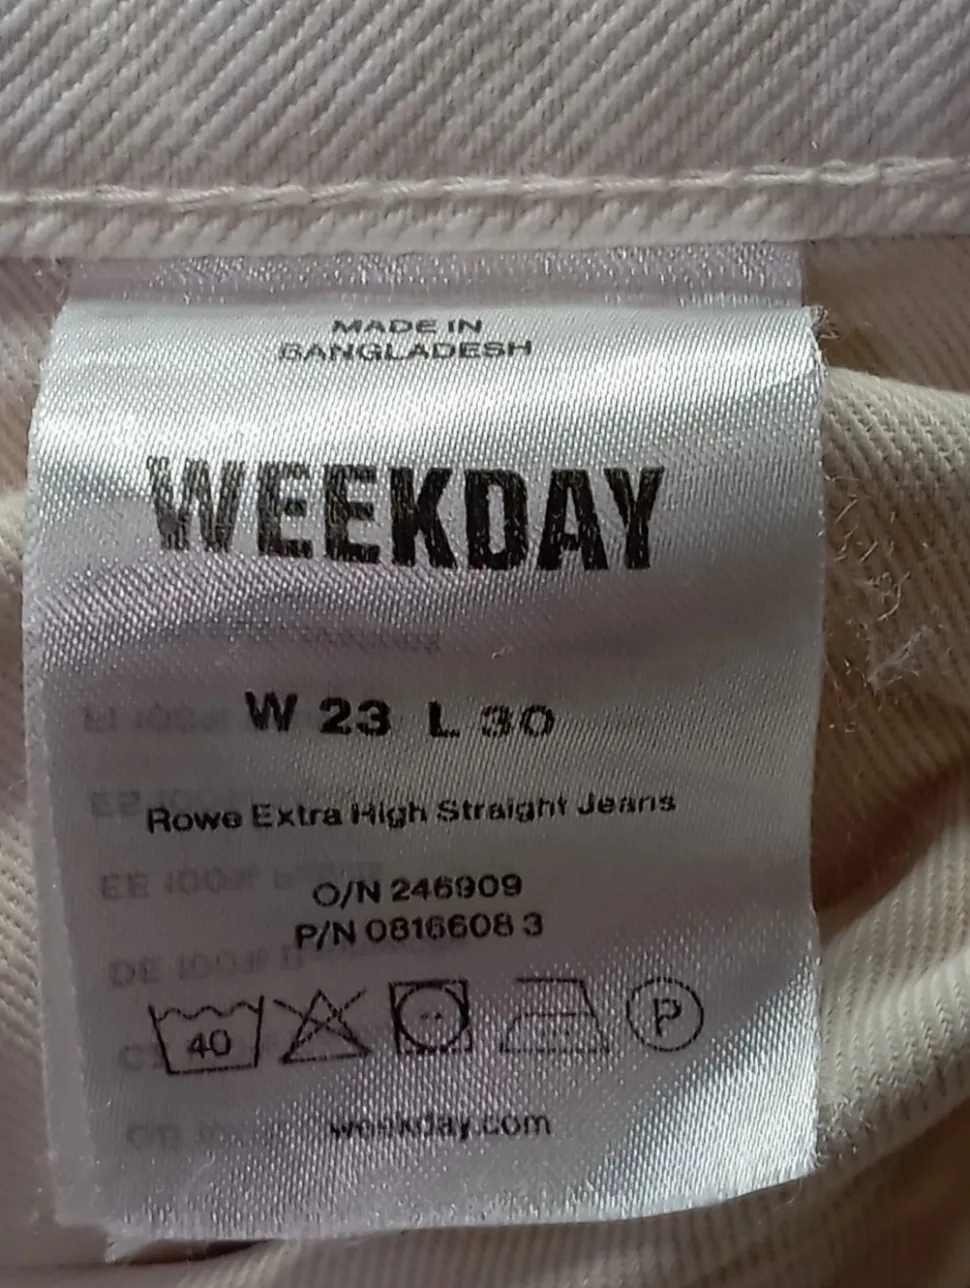 MADE IN
BANGLADESH
WEEKDAY
W 23 L 30
Rowe Extra High Straight Jeans
O/N 246909
P/N 0816608 3
40 P
weekday.com